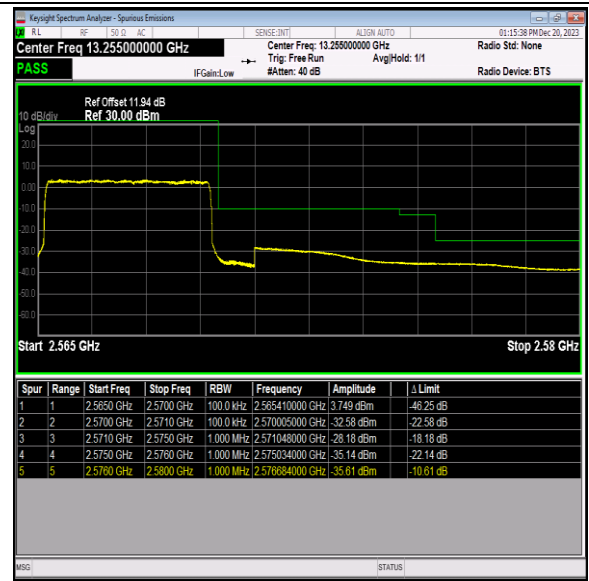 Keysight Spectrum Analyzer - Spurious Emissions
RL RF 50 Ω AC SENSE:INT ALIGN AUTO 01:15:38 PM Dec 20, 2023
Center Freq 13.255000000 GHz Center Freq: 13.255000000 GHz Radio Std: None
Trig: Free Run Avg|Hold: 1/1
PASS IFGain:Low #Atten: 40 dB Radio Device: BTS
Ref Offset 11.94 dB
10 dB/div Ref 30.00 dBm
Log
20.0
10.0
0.00
-10.0
-20.0
-30.0
-40.0
-50.0
-60.0
Start 2.565 GHz Stop 2.58 GHz
Spur Range Start Freq Stop Freq RBW Frequency Amplitude Δ Limit
1 1 2.5650 GHz 2.5700 GHz 100.0 kHz 2.565410000 GHz 3.749 dBm -46.25 dB
2 2 2.5700 GHz 2.5710 GHz 100.0 kHz 2.570005000 GHz -32.58 dBm -22.58 dB
3 3 2.5710 GHz 2.5750 GHz 1.000 MHz 2.571048000 GHz -28.18 dBm -18.18 dB
4 4 2.5750 GHz 2.5760 GHz 1.000 MHz 2.575034000 GHz -35.14 dBm -22.14 dB
5 5 2.5760 GHz 2.5800 GHz 1.000 MHz 2.576684000 GHz -35.61 dBm -10.61 dB
MSG STATUS